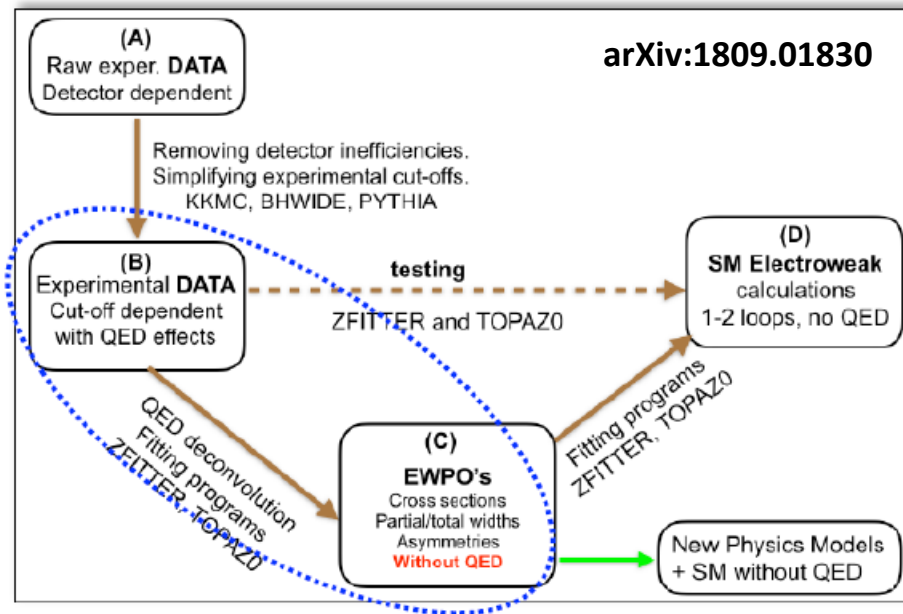 (A)
Raw exper. DATA
Detector dependent
arXiv:1809.01830
Removing detector inefficiencies.
Simplifying experimental cut-offs.
KKMC, BHWIDE, PYTHIA
(B)
Experimental DATA
Cut-off dependent
with QED effects
testing
ZFITTER and TOPAZ0
(D)
SM Electroweak
calculations
1-2 loops, no QED
QED deconvolution
Fitting programs
ZFITTER, TOPAZ0
(C)
EWPO's
Cross sections
Partial/total widths
Asymmetries
Without QED
Fitting programs
ZFITTER, TOPAZ0
New Physics Models
+ SM without QED